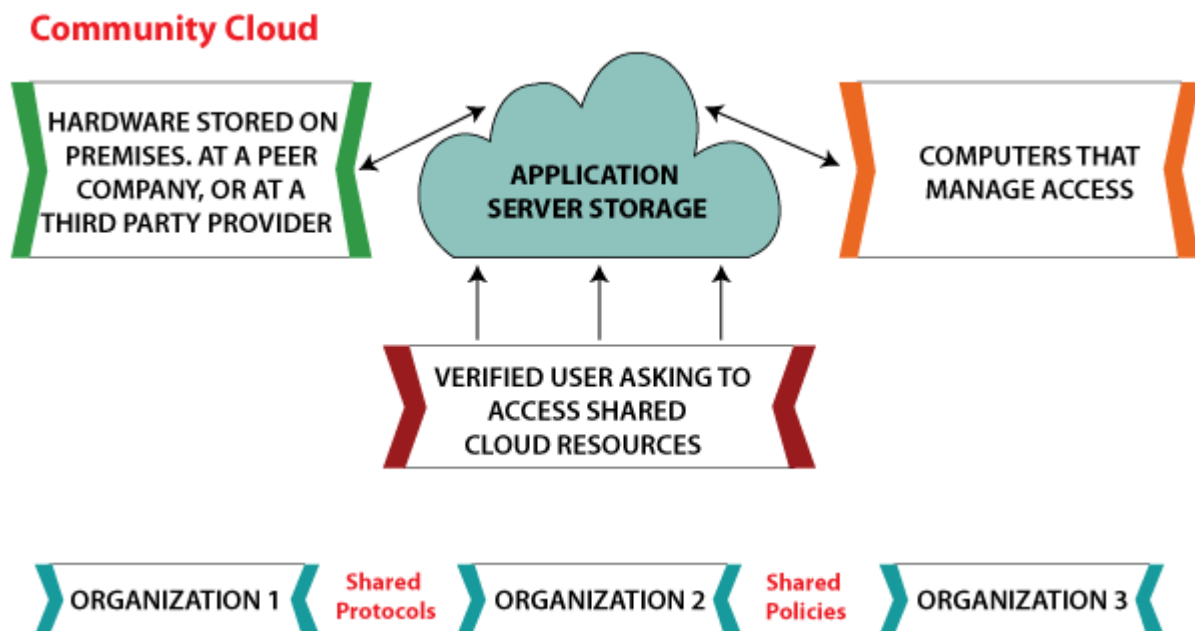 Community Cloud
HARDWARE STORED ON
PREMISES. AT A PEER
COMPANY, OR AT A
THIRD PARTY PROVIDER
APPLICATION
SERVER STORAGE
COMPUTERS THAT
MANAGE ACCESS
VERIFIED USER ASKING TO
ACCESS SHARED
CLOUD RESOURCES
ORGANIZATION 1
Shared
Protocols
ORGANIZATION 2
Shared
Policies
ORGANIZATION 3